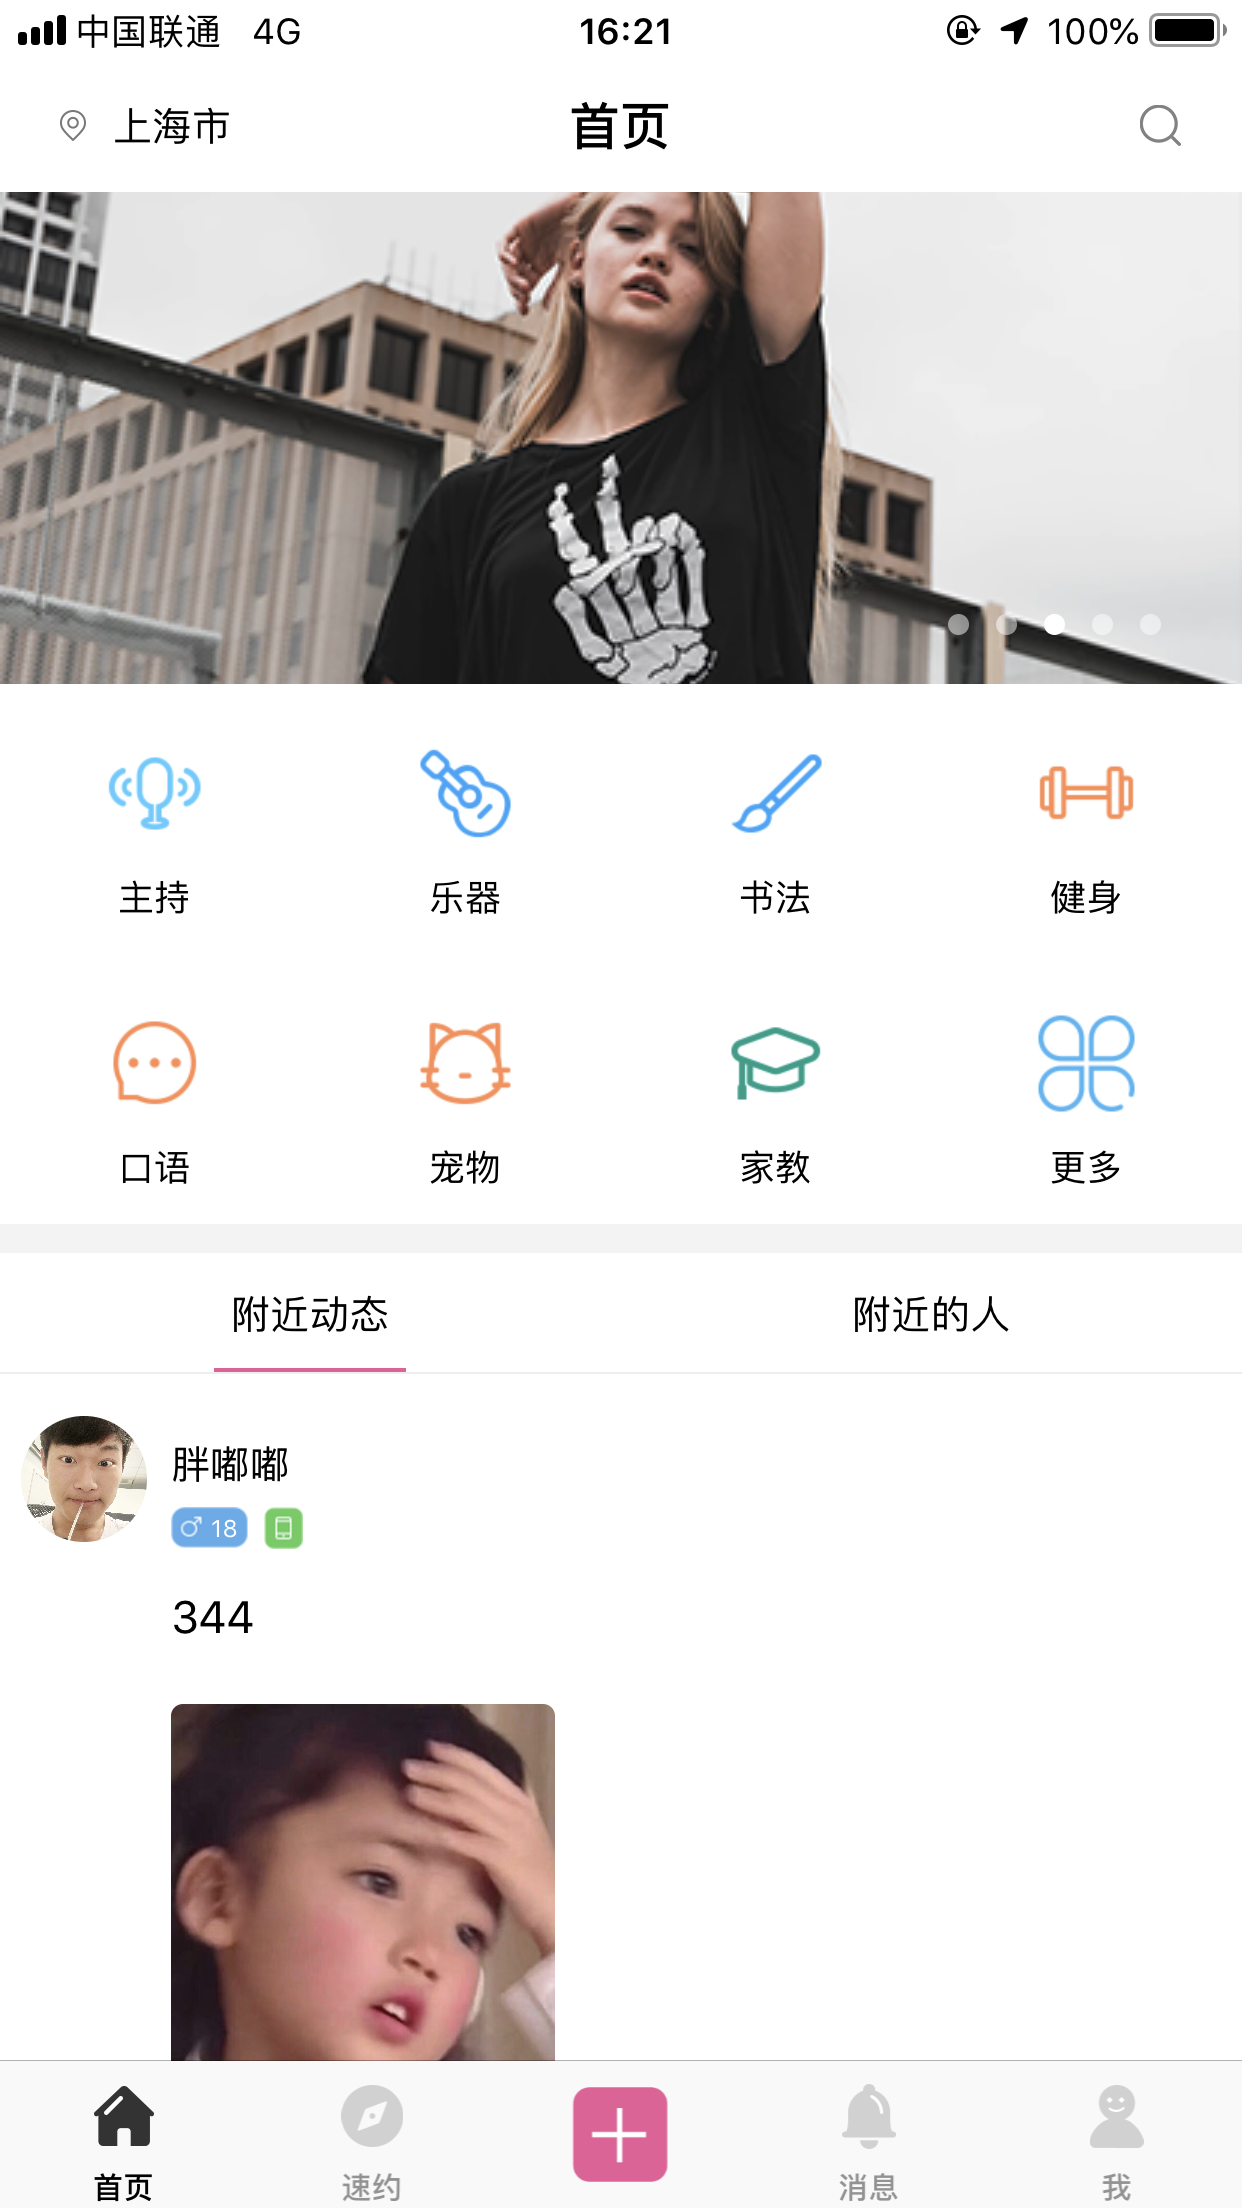 中国联通 4G 16:21 100%
上海市 首页
主持 乐器 书法 健身
口语 宠物 家教 更多
附近动态 附近的人
胖嘟嘟
18
344
首页 速约 消息 我